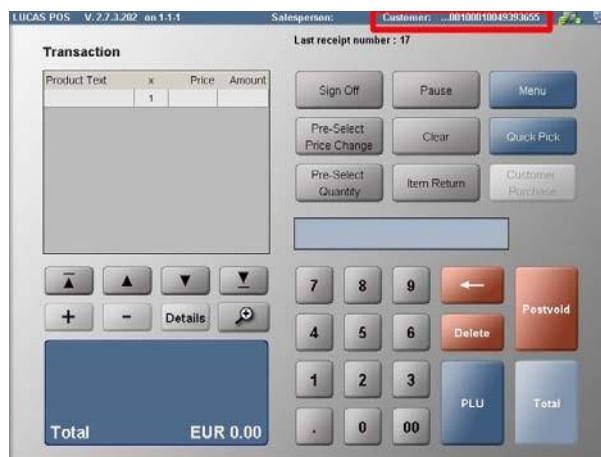 LUCAS POS V. 2.7.3.202 on 1-1-1 Salesperson: Customer: ...00100010049393655
Last receipt number : 17
Transaction
Product Text x Price Amount
1
Sign Off Pause Menu
Pre-Select Price Change Clear Quick Pick
Pre-Select Quantity Item Return Customer Purchase
+ - Details
7 8 9 ←
Postvoid
4 5 6 Delete
1 2 3
PLU Total
. 0 00
Total EUR 0.00